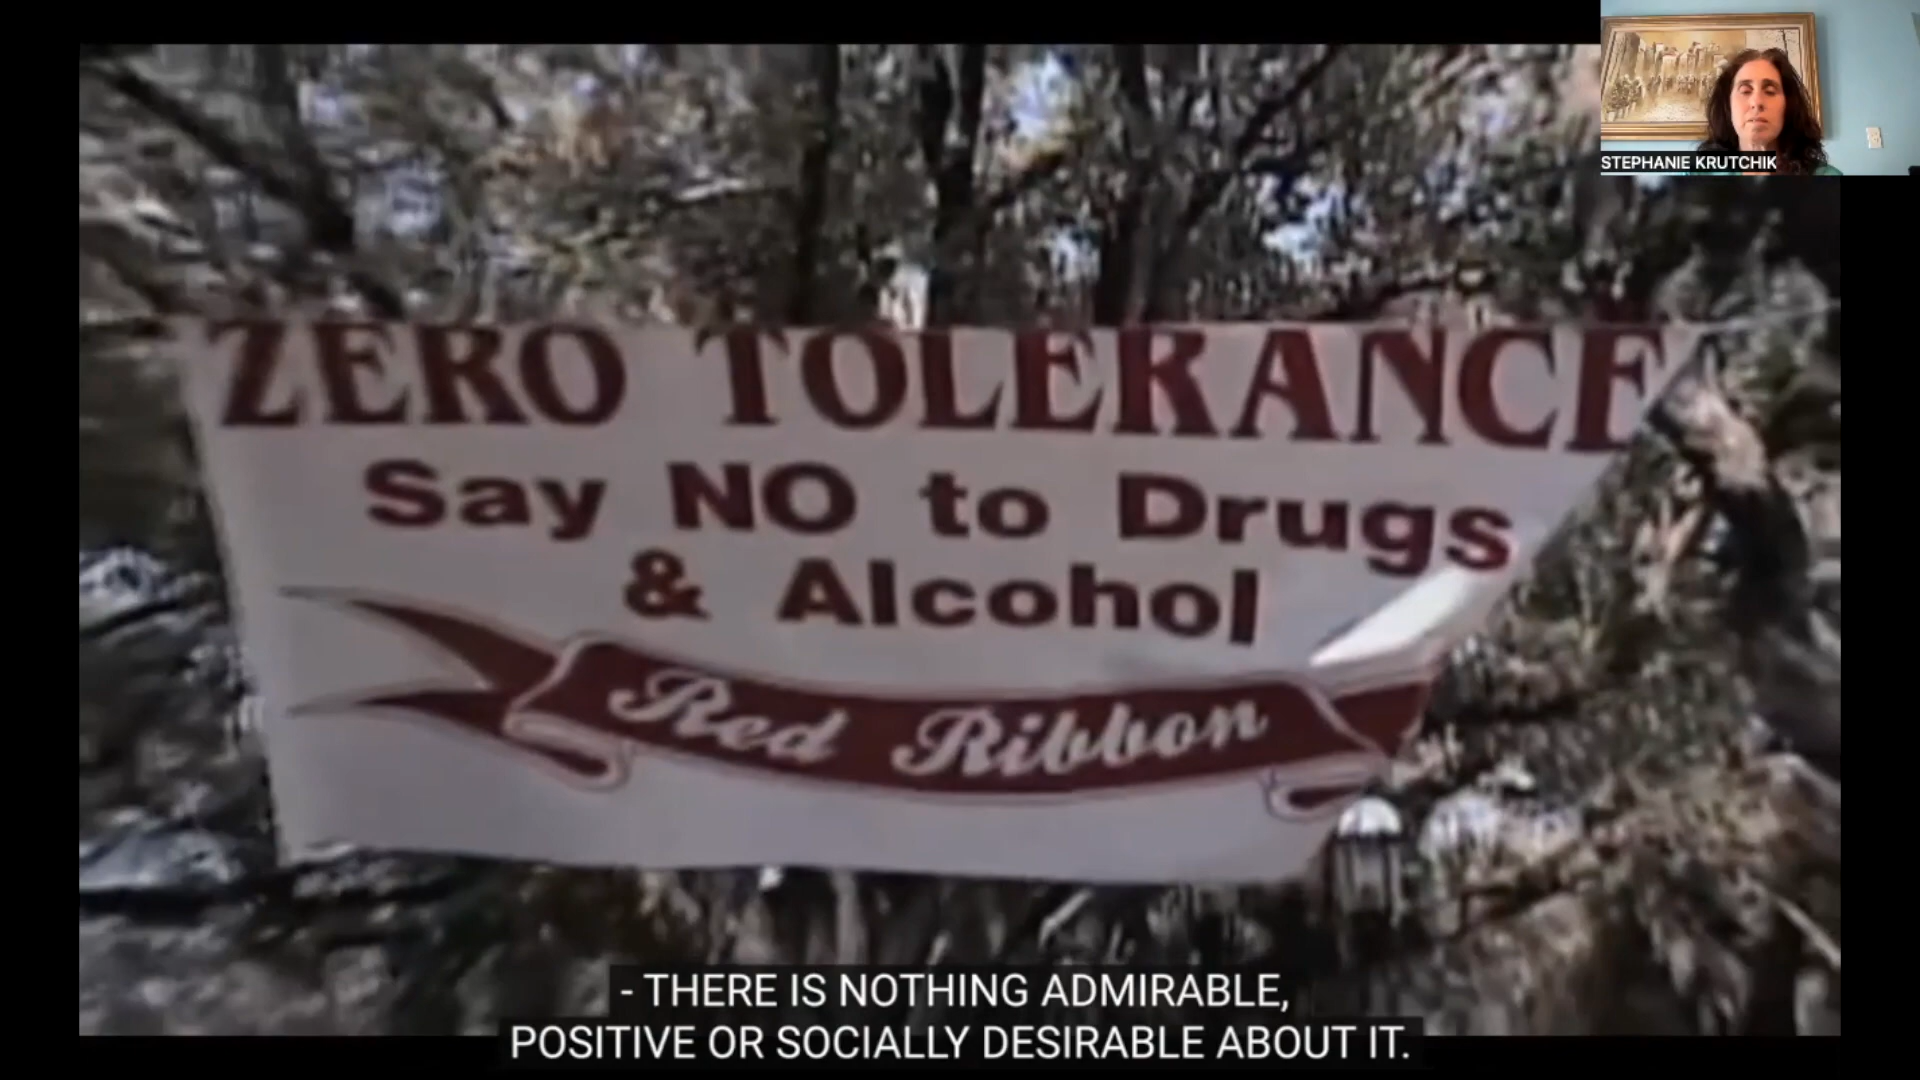 STEPHANIE KRUTCHIK
ZERO TOLERANCE
Say NO to Drugs
& Alcohol
Red Ribbon
- THERE IS NOTHING ADMIRABLE,
POSITIVE OR SOCIALLY DESIRABLE ABOUT IT.